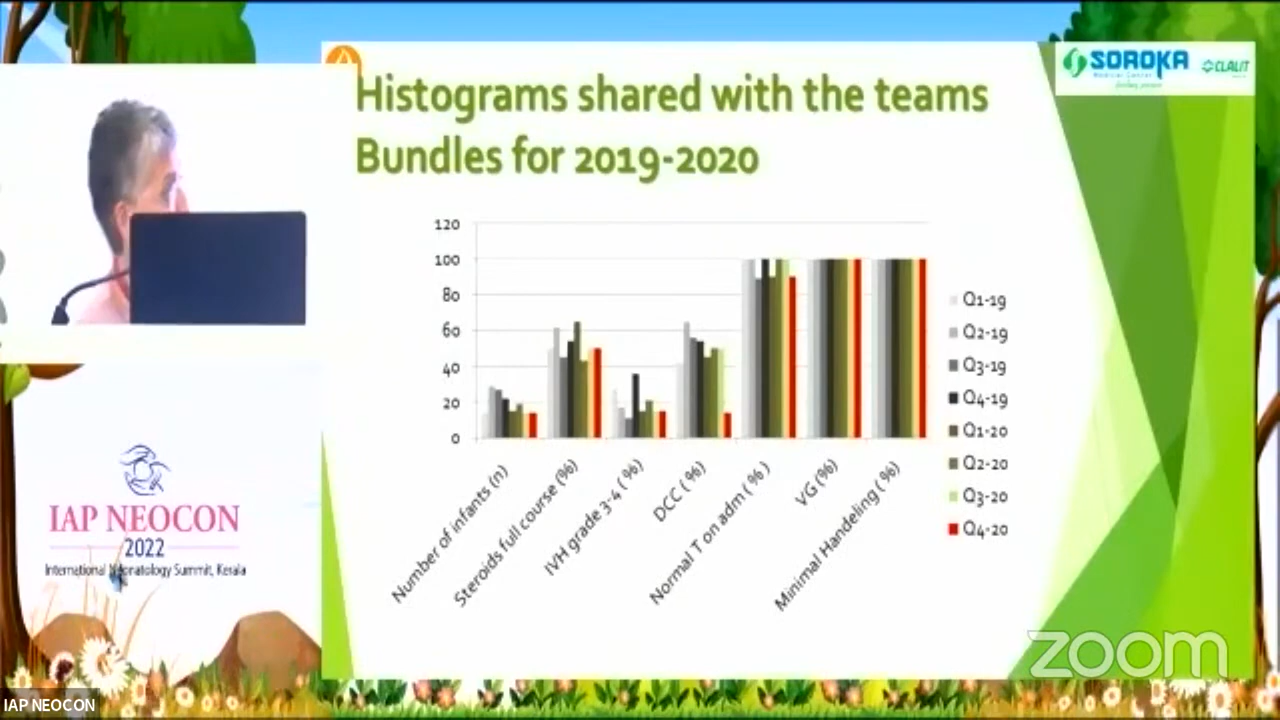 Histograms shared with the teams
Bundles for 2019-2020
SOROKA
Medical Center
CLALIT
120
100
80
60
40
20
0
Number of infants (n)
Steroids full course (%)
IVH grade 3-4 ( %)
DCC ( %)
Normal T on adm ( % )
VG (%)
Minimal Handeling ( %)
Q1-19
Q2-19
Q3-19
Q4-19
Q1-20
Q2-20
Q3-20
Q4-20
IAP NEOCON
2022
International Neonatology Summit, Kerala
zoom
IAP NEOCON